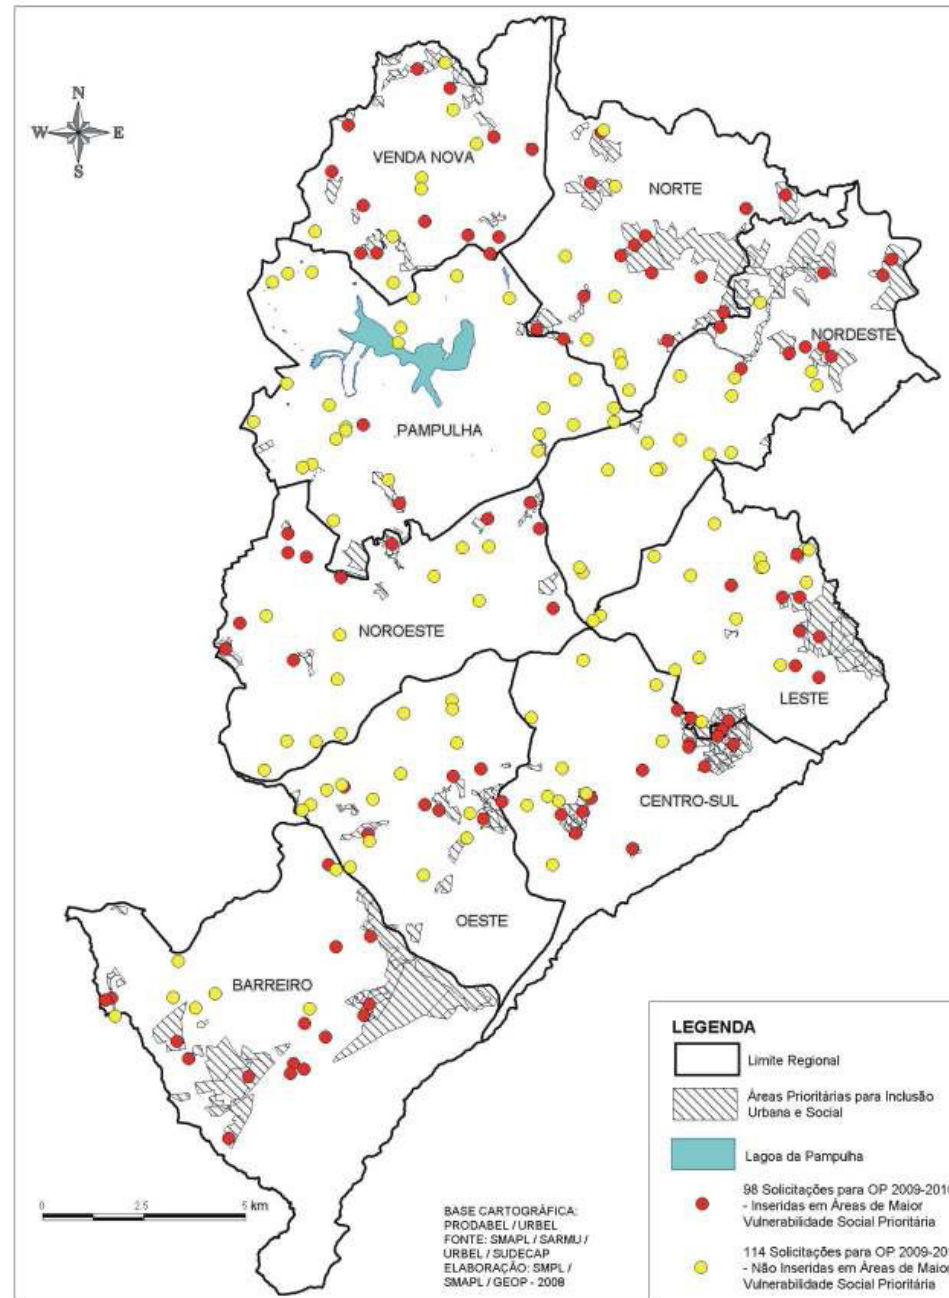 N
W E
S
VENDA NOVA
NORTE
NORDESTE
PAMPULHA
NOROESTE
LESTE
CENTRO-SUL
OESTE
BARREIRO
0 2.5 5 km
BASE CARTOGRÁFICA:
PRODABEL / URBEL
FONTE: SMAPL / SARMU /
URBEL / SUDECAP
ELABORAÇÃO: SMPL /
SMAPL / GEOP - 2008
LEGENDA
Limite Regional
Áreas Prioritárias para Inclusão
Urbana e Social
Lagoa da Pampulha
98 Solicitações para OP 2009-201
- Inseridas em Áreas de Maior
Vulnerabilidade Social Prioritária
114 Solicitações para OP 2009-201
- Não Inseridas em Áreas de Maior
Vulnerabilidade Social Prioritária